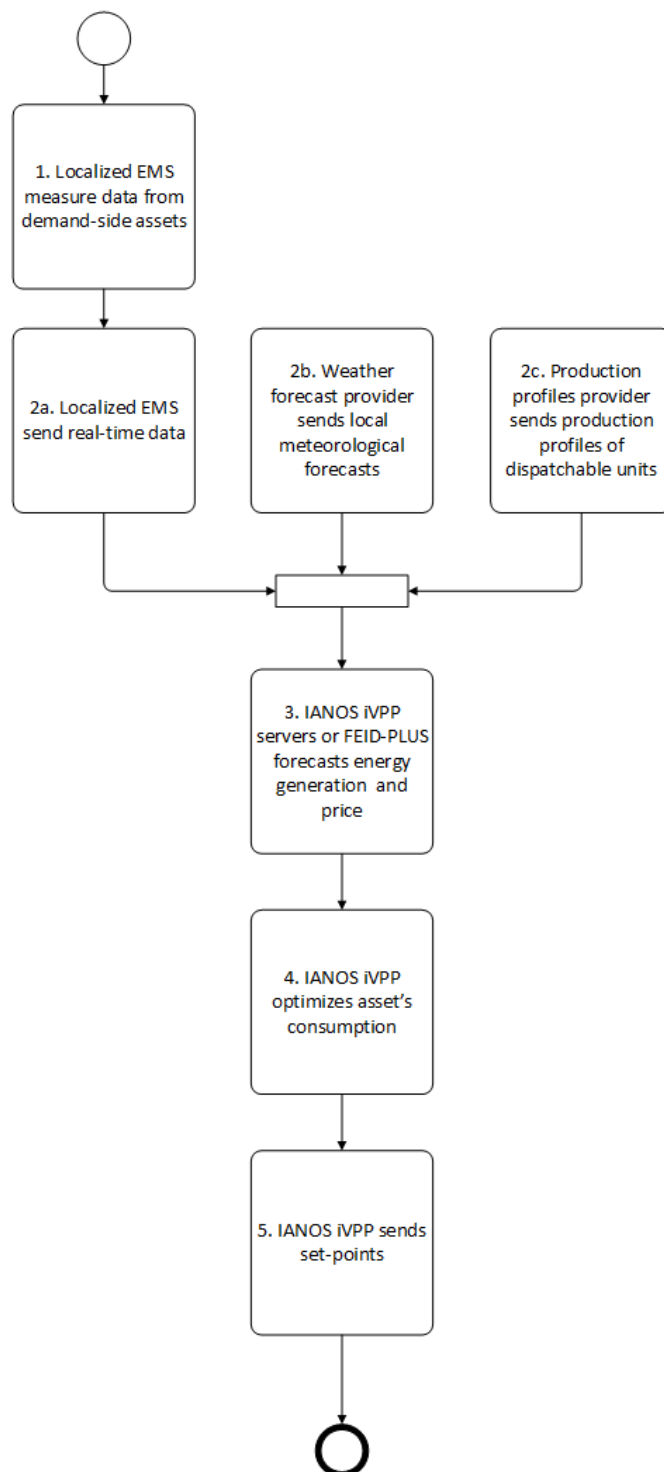 1. Localized EMS
measure data from
demand-side assets
2a. Localized EMS
send real-time data
2b. Weather
forecast provider
sends local
meteorological
forecasts
2c. Production
profiles provider
sends production
profiles of
dispatchable units
3. IANOS iVPP
servers or FEID-PLUS
forecasts energy
generation and
price
4. IANOS iVPP
optimizes asset's
consumption
5. IANOS iVPP sends
set-points